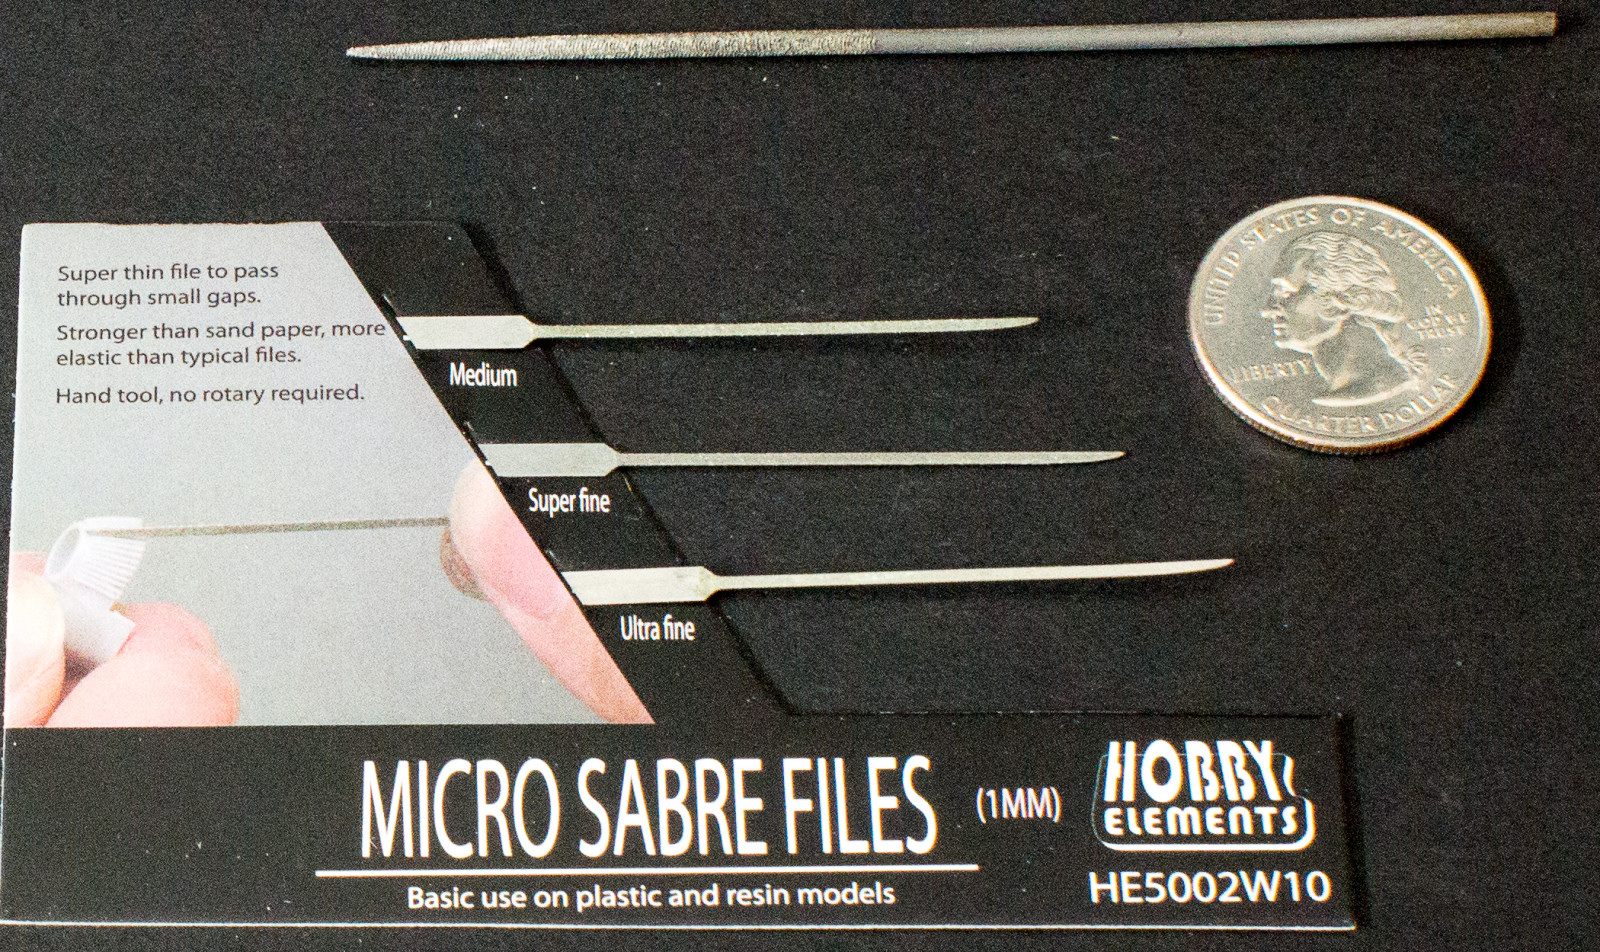 Super thin file to pass
through small gaps.
Stronger than sand paper, more
elastic than typical files.
Hand tool, no rotary required.
Medium
Super fine
Ultra fine
UNITED STATES OF AMERICA
LIBERTY
IN
GOD WE
TRUST
QUARTER DOLLAR
MICRO SABRE FILES (1MM)
Basic use on plastic and resin models
HOBBY
ELEMENTS
HE5002W10